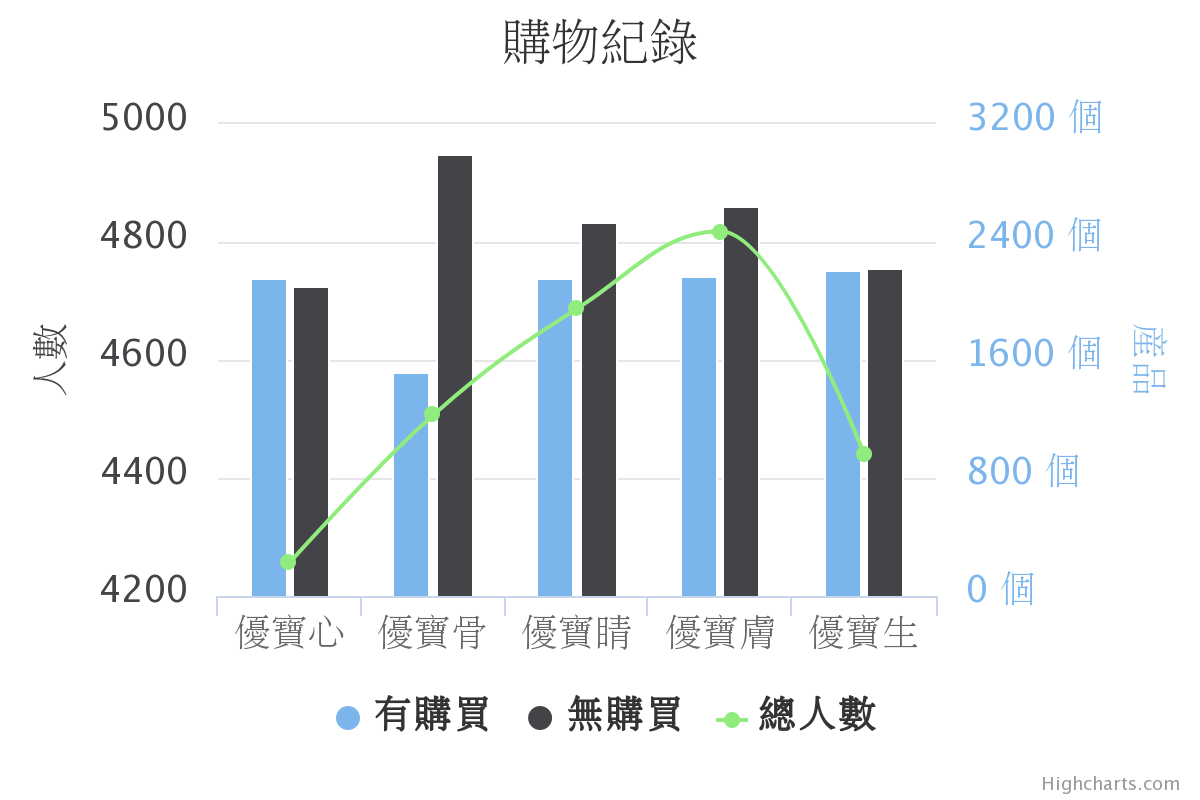 購物紀錄
5000
4800
4600
4400
4200
人數
3200 個
2400 個
1600 個
800 個
0 個
産品
優寶心
優寶骨
優寶睛
優寶膚
優寶生
有購買
無購買
總人數
Highcharts.com